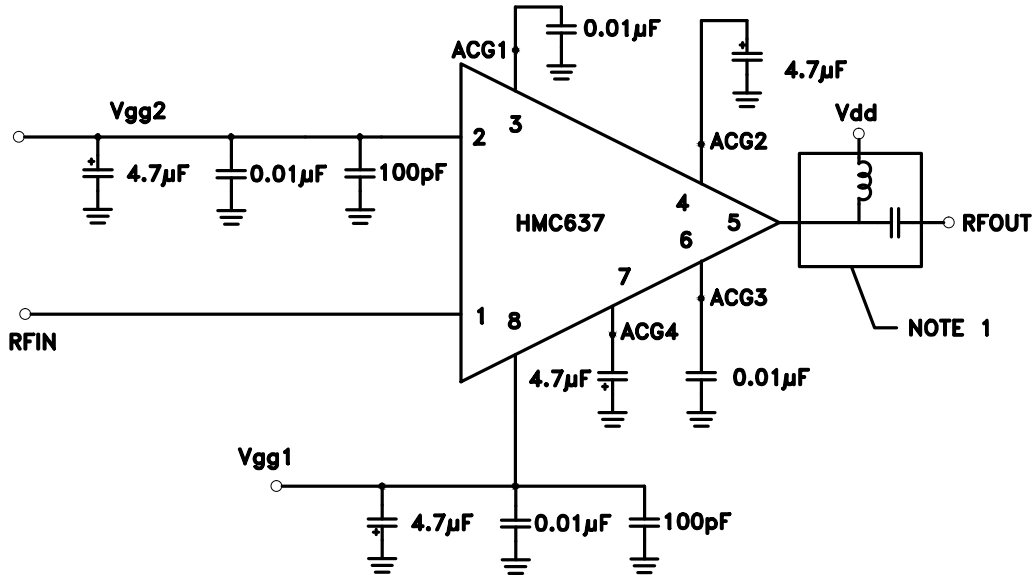 ACG1
0.01µF
4.7µF
Vgg2
Vdd
3
2
ACG2
+
+
4.7µF
0.01µF
100pF
4
HMC637
5
RFOUT
6
7
ACG3
1
8
RFIN
ACG4
NOTE 1
4.7µF
+
0.01µF
Vgg1
+
4.7µF
0.01µF
100pF